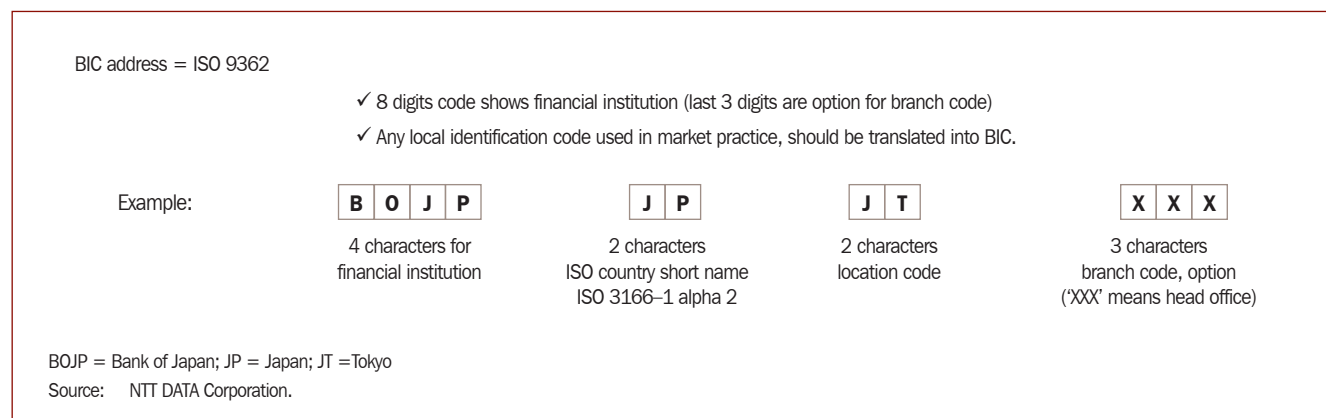 BIC address = ISO 9362
✓ 8 digits code shows financial institution (last 3 digits are option for branch code)
✓ Any local identification code used in market practice, should be translated into BIC.
Example:
B O J P
J P
J T
X X X
4 characters for
financial institution
2 characters
ISO country short name
ISO 3166–1 alpha 2
2 characters
location code
3 characters
branch code, option
(‘XXX’ means head office)
BOJP = Bank of Japan; JP = Japan; JT =Tokyo
Source: NTT DATA Corporation.